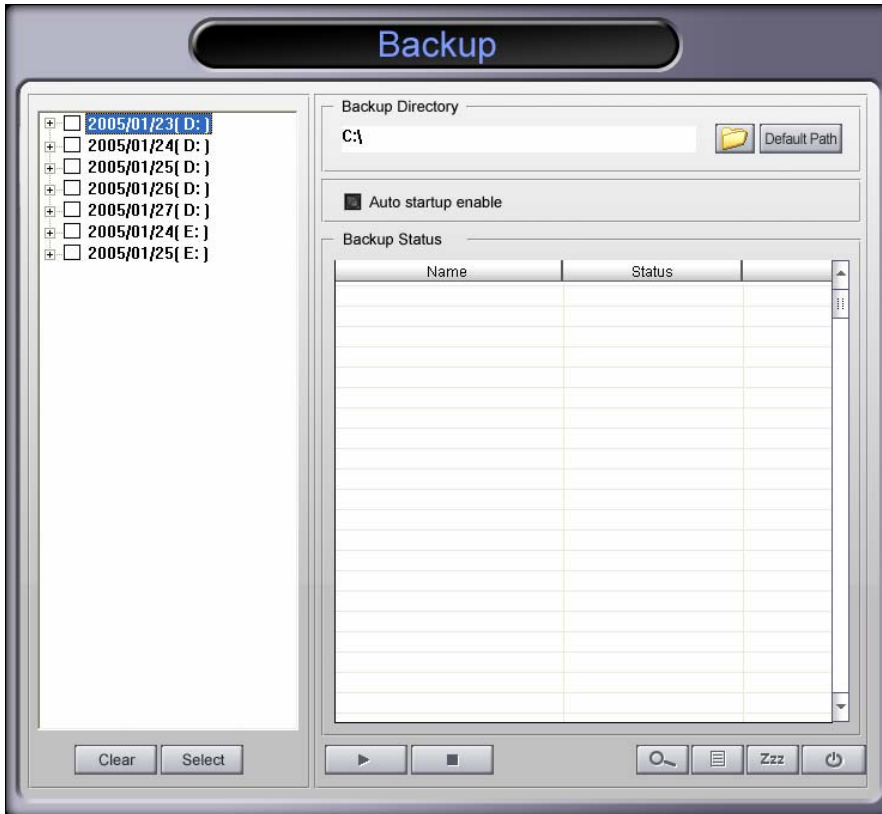 Backup
2005/01/23( D: )
2005/01/24( D: )
2005/01/25( D: )
2005/01/26( D: )
2005/01/27( D: )
2005/01/24( E: )
2005/01/25( E: )
Clear
Select
Backup Directory
C:\
Default Path
Auto startup enable
Backup Status
Name Status
Zzz